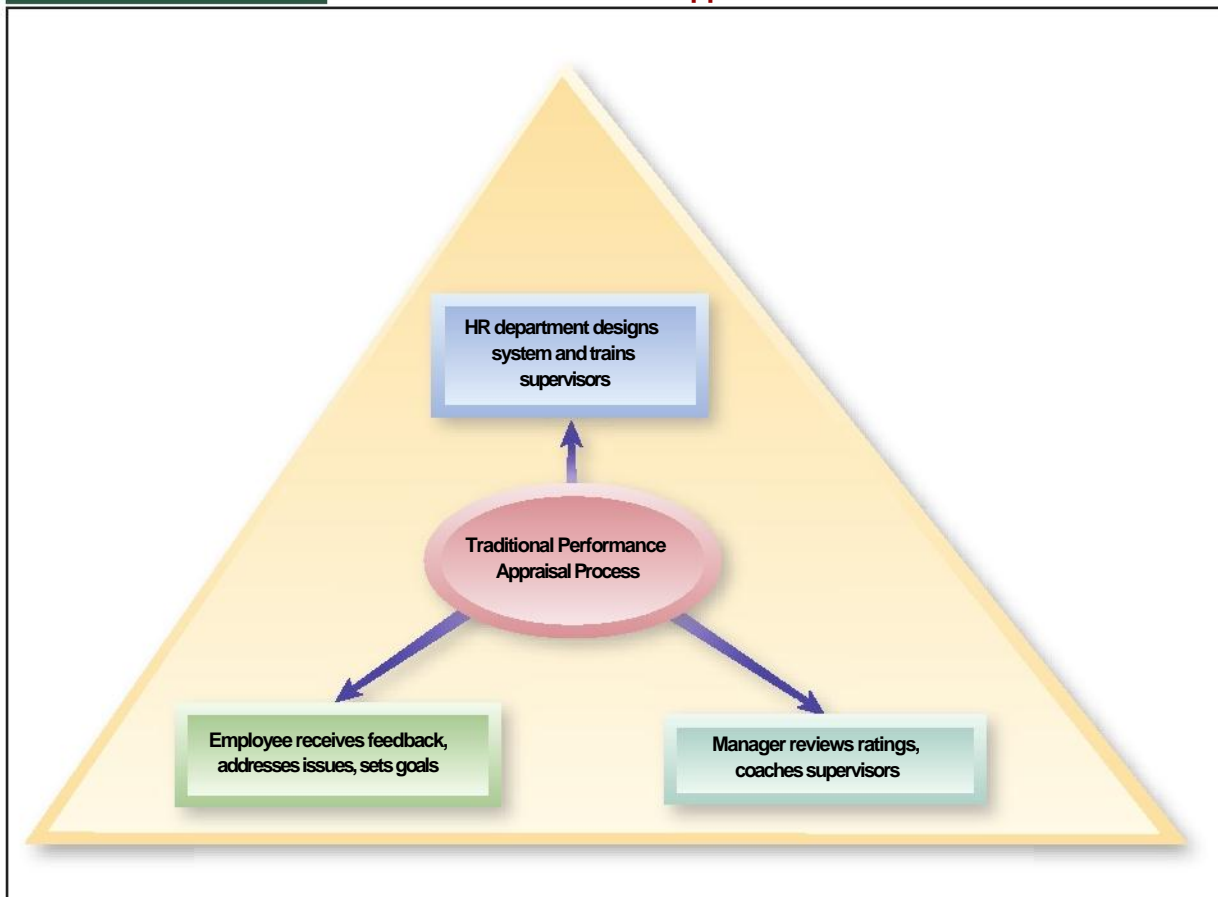 HR department designs
system and trains
supervisors
Traditional Performance
Appraisal Process
Employee receives feedback,
addresses issues, sets goals
Manager reviews ratings,
coaches supervisors